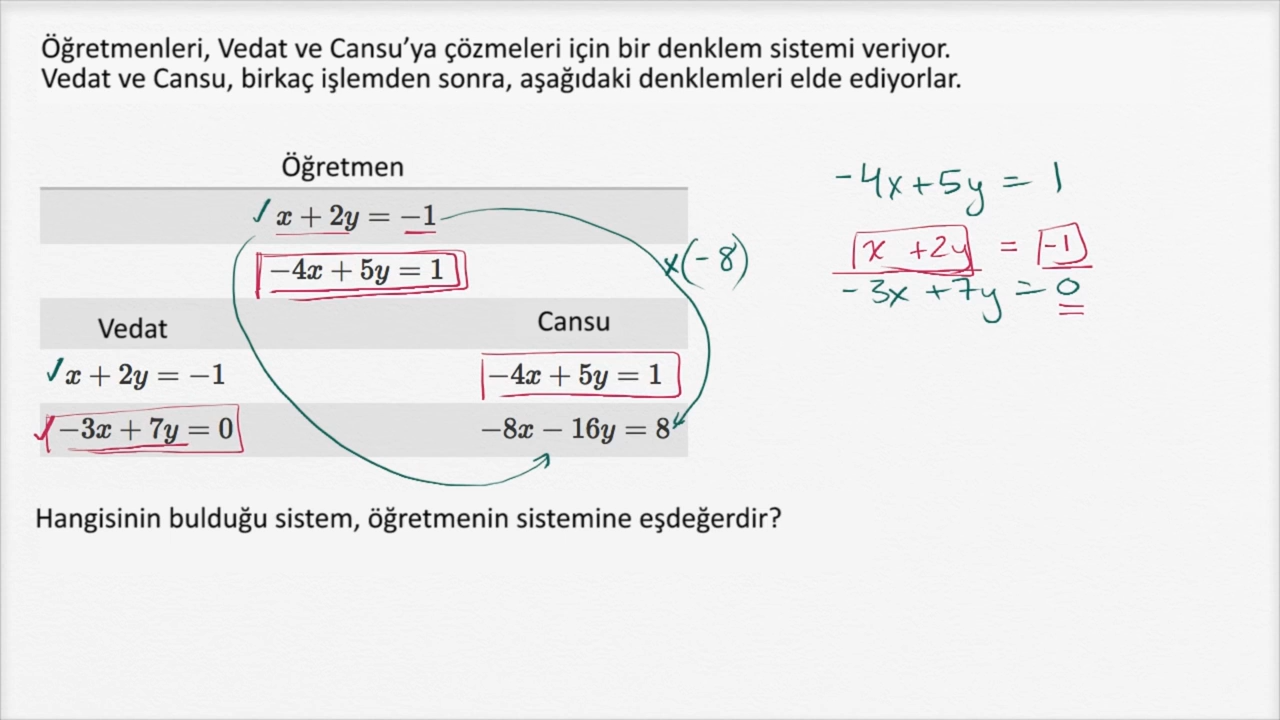 Öğretmenleri, Vedat ve Cansu'ya çözmeleri için bir denklem sistemi veriyor.
Vedat ve Cansu, birkaç işlemden sonra, aşağıdaki denklemleri elde ediyorlar.
Öğretmen
✓ x + 2y = −1
−4x + 5y = 1
x(-8)
Vedat Cansu
✓ x + 2y = −1 −4x + 5y = 1
✓ −3x + 7y = 0 −8x − 16y = 8
Hangisinin bulduğu sistem, öğretmenin sistemine eşdeğerdir?
-4x+5y = 1
x +2y = -1
-3x +7y = 0